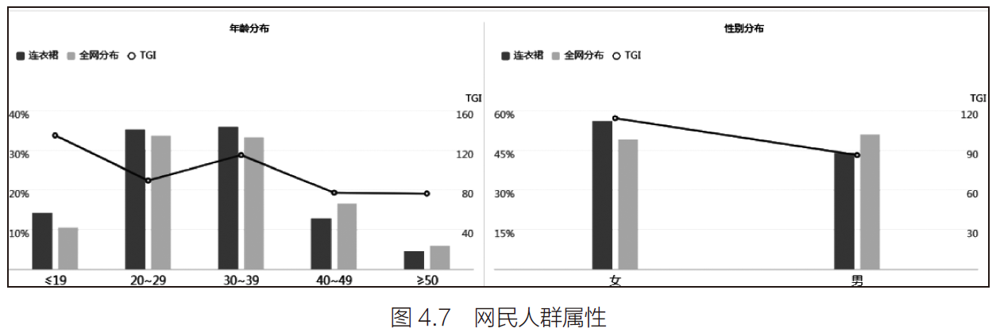 年龄分布
连衣裙 全网分布 TGI
TGI
40% 160
30% 120
20% 80
10% 40
≤19 20~29 30~39 40~49 ≥50
性别分布
连衣裙 全网分布 TGI
TGI
60% 120
45% 90
30% 60
15% 30
女 男
图 4.7 网民人群属性